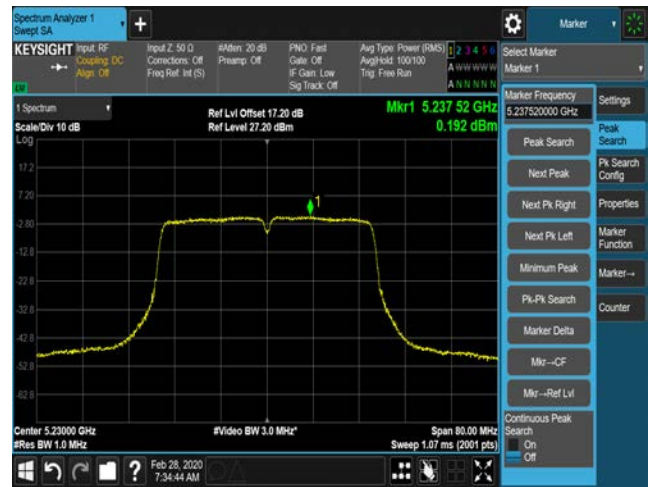 Spectrum Analyzer 1
Swept SA
Marker
KEYSIGHT
Input: RF
Coupling: DC
Align: Off
Input Z: 50 Ω
Corrections: Off
Freq Ref: Int (S)
#Atten: 20 dB
Preamp: Off
PNO: Fast
Gate: Off
IF Gain: Low
Sig Track: Off
Avg Type: Power (RMS)
Avg|Hold: 100/100
Trig: Free Run
1 2 3 4 5 6
A W W W W W
A N N N N N
Select Marker
Marker 1
1 Spectrum
Scale/Div 10 dB
Ref Lvl Offset 17.20 dB
Ref Level 27.20 dBm
Mkr1 5.237 52 GHz
0.192 dBm
Log
17.2
7.20
-2.80
-12.8
-22.8
-32.8
-42.8
-52.8
-62.8
1
Center 5.23000 GHz
#Res BW 1.0 MHz
#Video BW 3.0 MHz*
Span 80.00 MHz
Sweep 1.07 ms (2001 pts)
Marker Frequency
5.237520000 GHz
Peak Search
Next Peak
Next Pk Right
Next Pk Left
Minimum Peak
Pk-Pk Search
Marker Delta
Mkr→CF
Mkr→Ref Lvl
Continuous Peak
Search
On
Off
Settings
Peak
Search
Pk Search
Config
Properties
Marker
Function
Marker→
Counter
Feb 28, 2020
7:34:44 AM